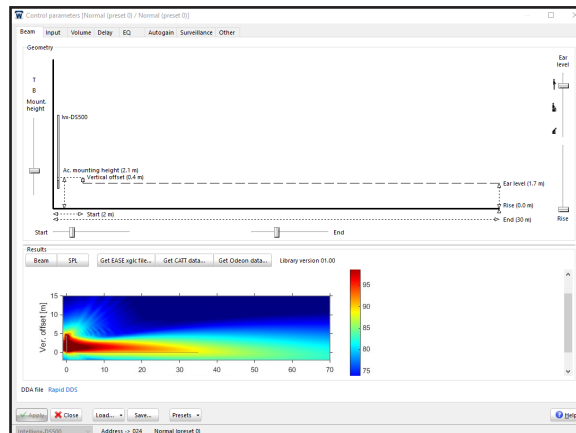 Control parameters [Normal (preset 0) / Normal (preset 0)]
Beam Input Volume Delay EQ Autogain Surveillance Other
Geometry
Ear level
T
B
Mount. height
Ivx-DS500
Ac. mounting height (2.1 m)
Vertical offset (0.4 m)
Ear level (1.7 m)
Rise (0.0 m)
Rise
Start (2 m)
End (30 m)
Start End
Results
Beam SPL Get EASE xglc file... Get CATT data... Get Odeon data... Library version 01.00
Ver. offset [m]
15
10
5
0
0 10 20 30 40 50 60 70
95
90
85
80
75
DDA file Rapid DDS
Apply Close Load... Save... Presets Help
Intellivox-DS500 Address -> 024 Normal (preset 0)